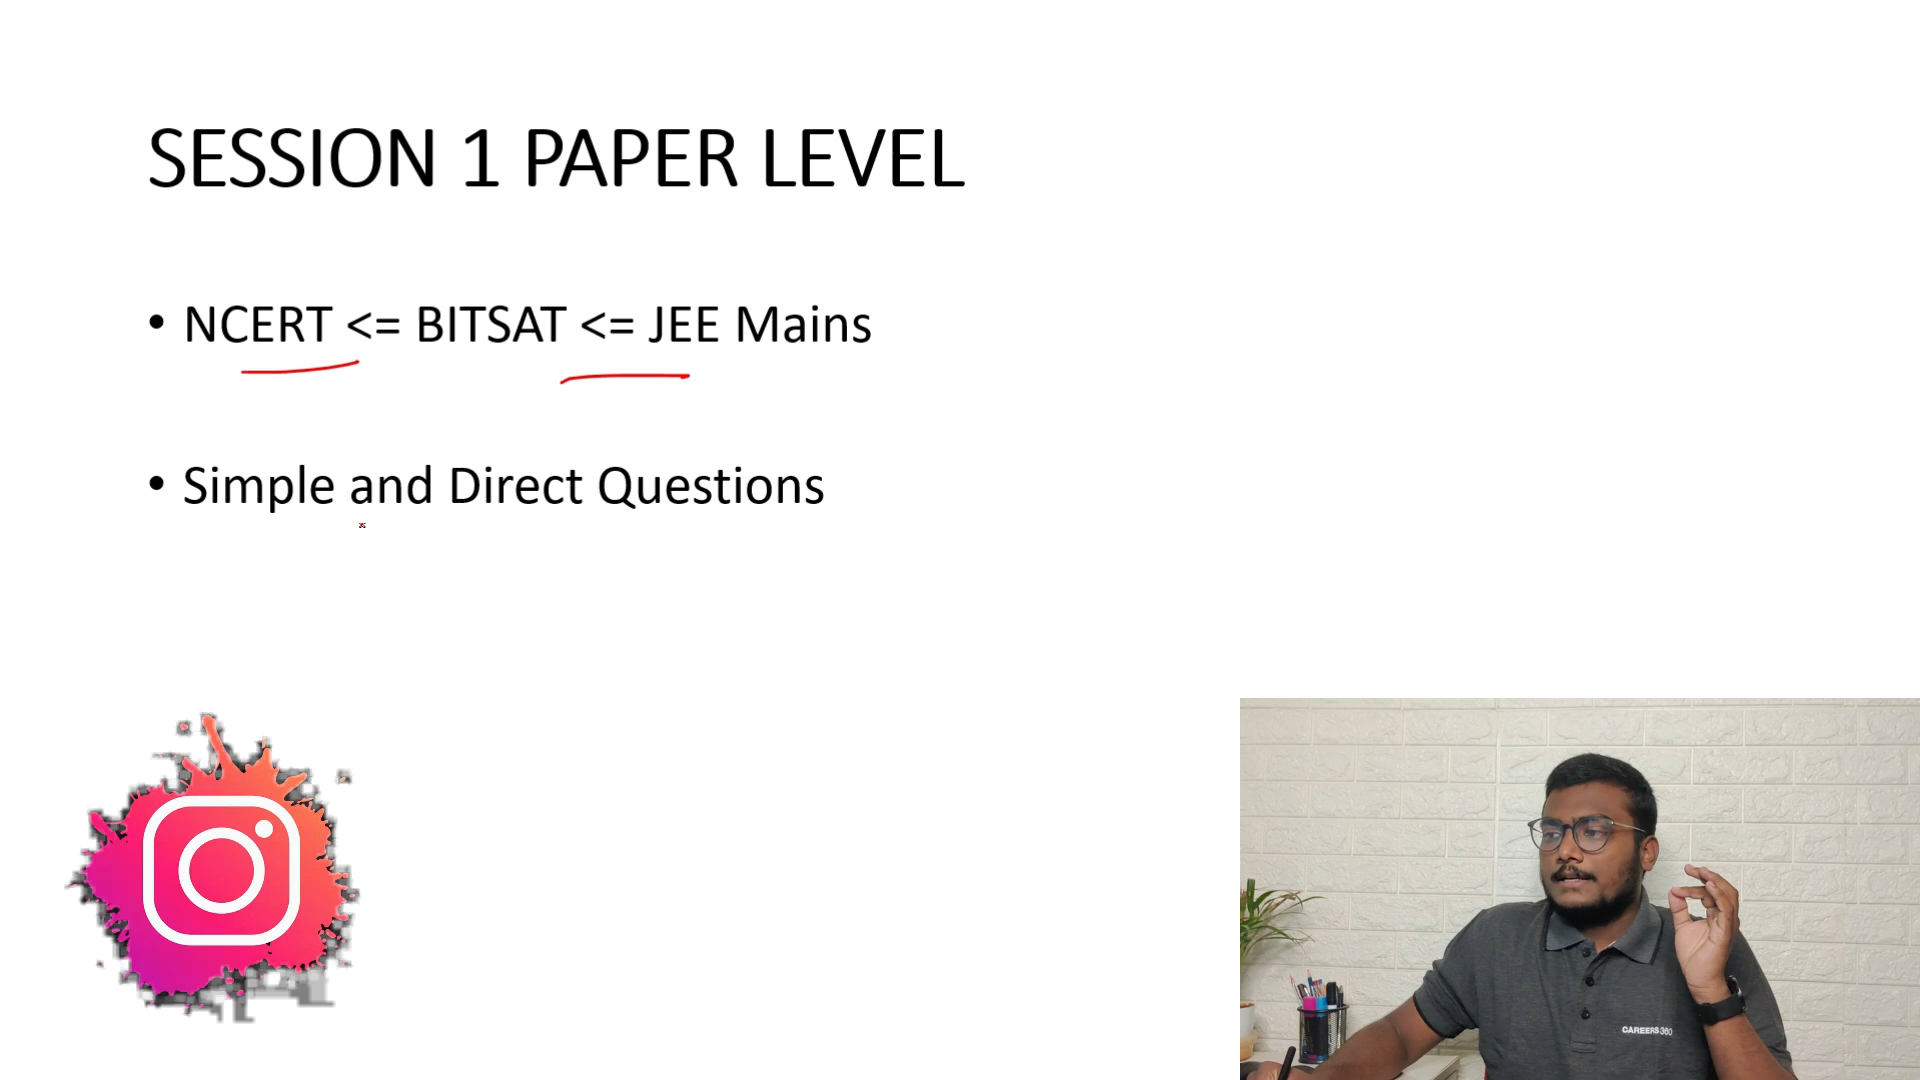 SESSION 1 PAPER LEVEL
• NCERT <= BITSAT <= JEE Mains
• Simple and Direct Questions
CAREERS360